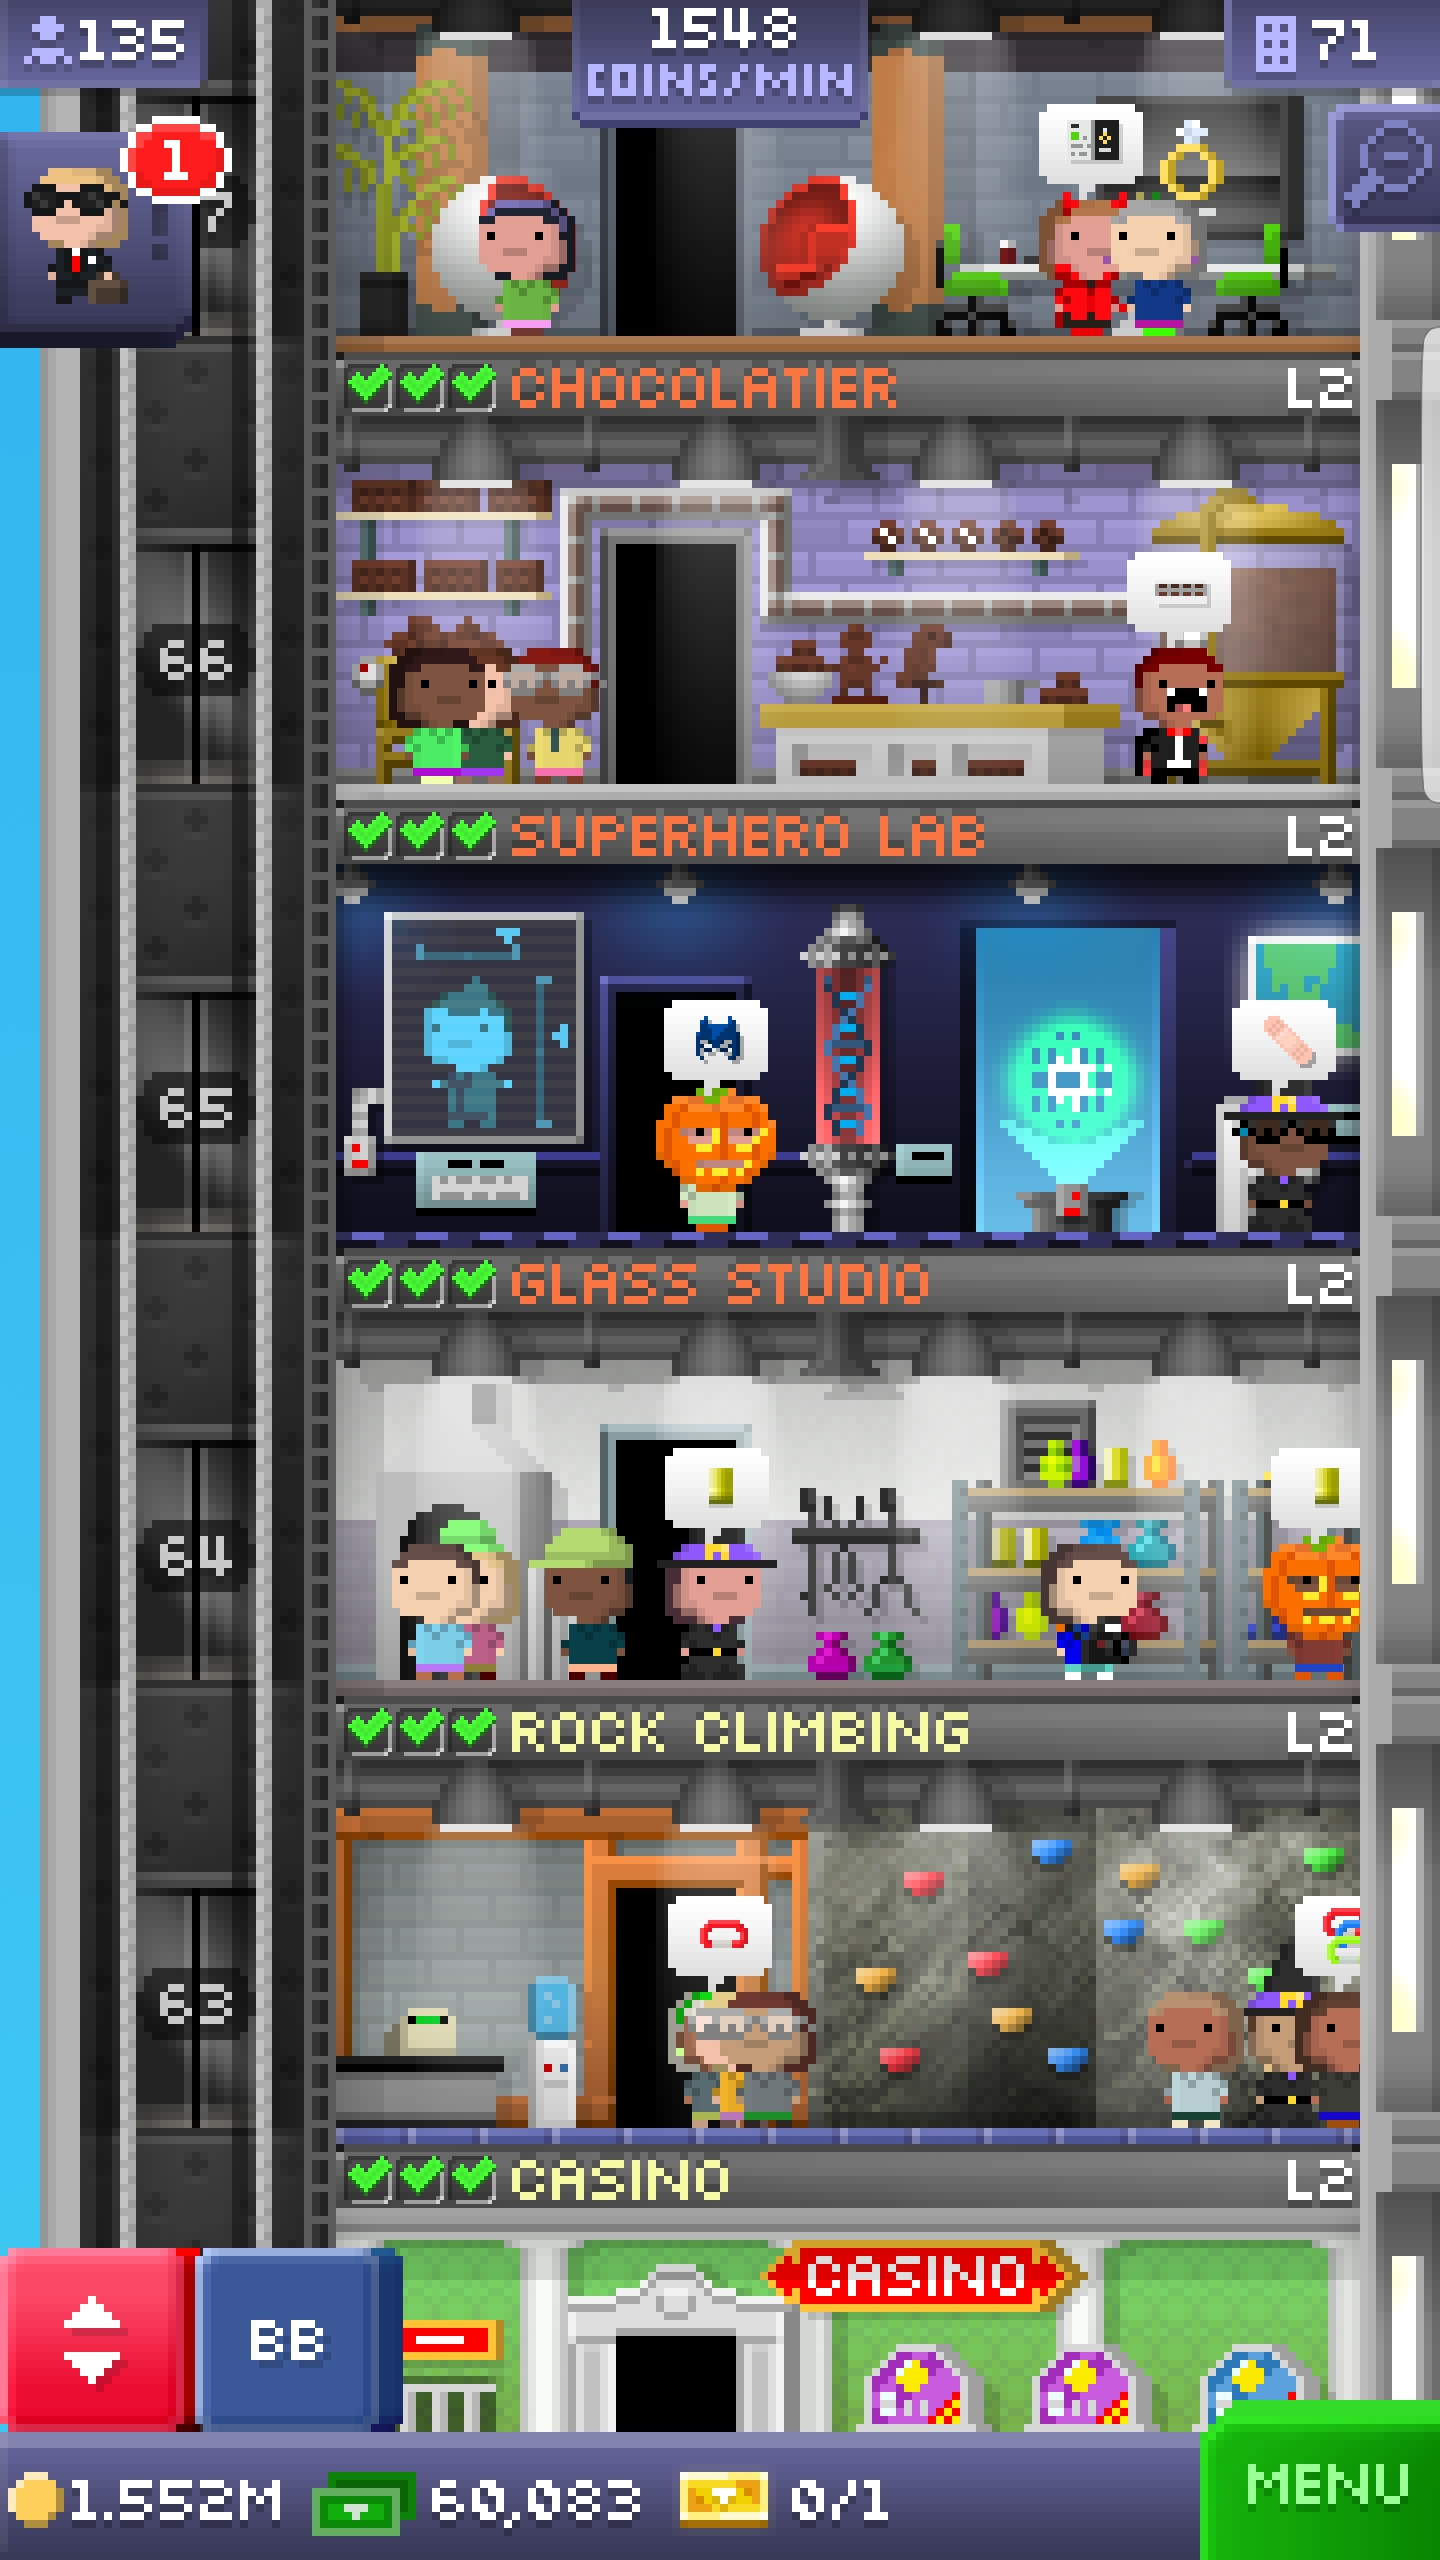 135
1548
COINS/MIN
71
1
7
CHOCOLATIER L2
66
SUPERHERO LAB L2
65
GLASS STUDIO L2
64
ROCK CLIMBING L2
63
CASINO L2
CASINO
BB
1.552M 60,083 0/1
MENU